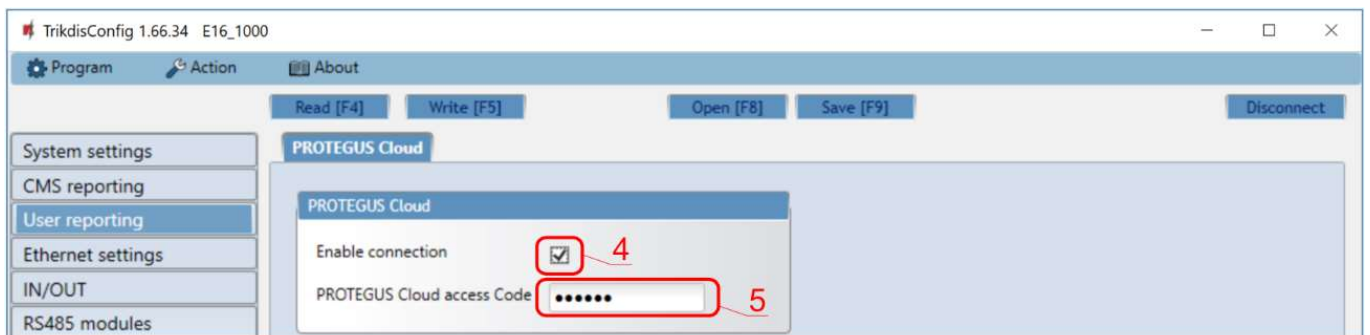 TrikdisConfig 1.66.34 E16_1000
Program Action About
Read [F4] Write [F5] Open [F8] Save [F9] Disconnect
System settings
PROTEGUS Cloud
CMS reporting
User reporting
PROTEGUS Cloud
Ethernet settings
Enable connection 4
IN/OUT
PROTEGUS Cloud access Code •••••• 5
RS485 modules